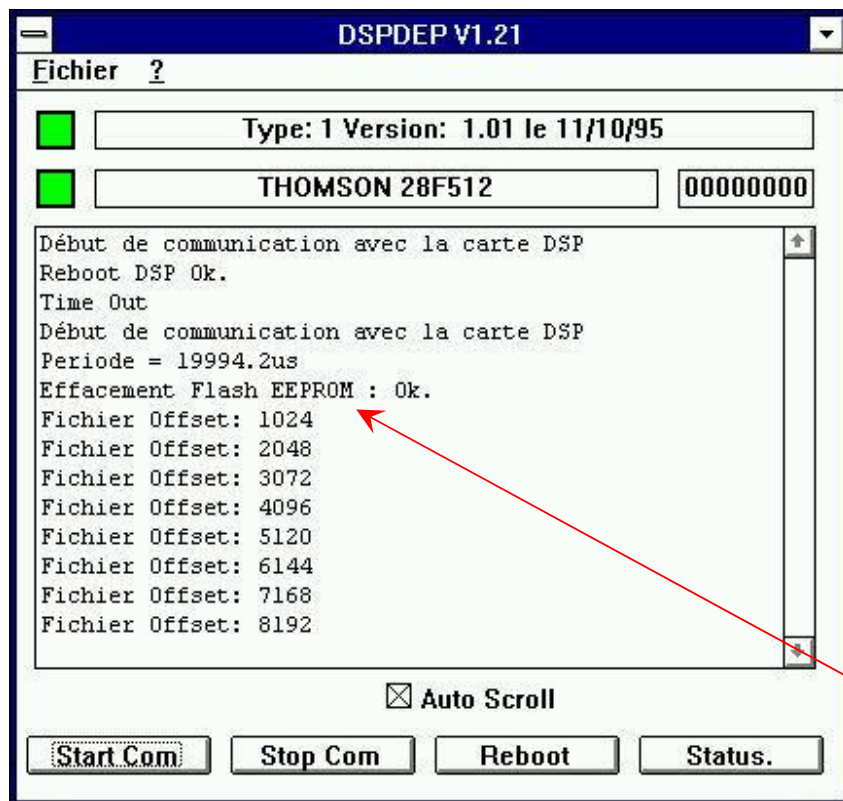 DSPDEP V1.21
Fichier ?
Type: 1 Version: 1.01 le 11/10/95
THOMSON 28F512 00000000
Début de communication avec la carte DSP
Reboot DSP Ok.
Time Out
Début de communication avec la carte DSP
Periode = 19994.2us
Effacement Flash EEPROM : Ok.
Fichier Offset: 1024
Fichier Offset: 2048
Fichier Offset: 3072
Fichier Offset: 4096
Fichier Offset: 5120
Fichier Offset: 6144
Fichier Offset: 7168
Fichier Offset: 8192
Auto Scroll
Start Com Stop Com Reboot Status.